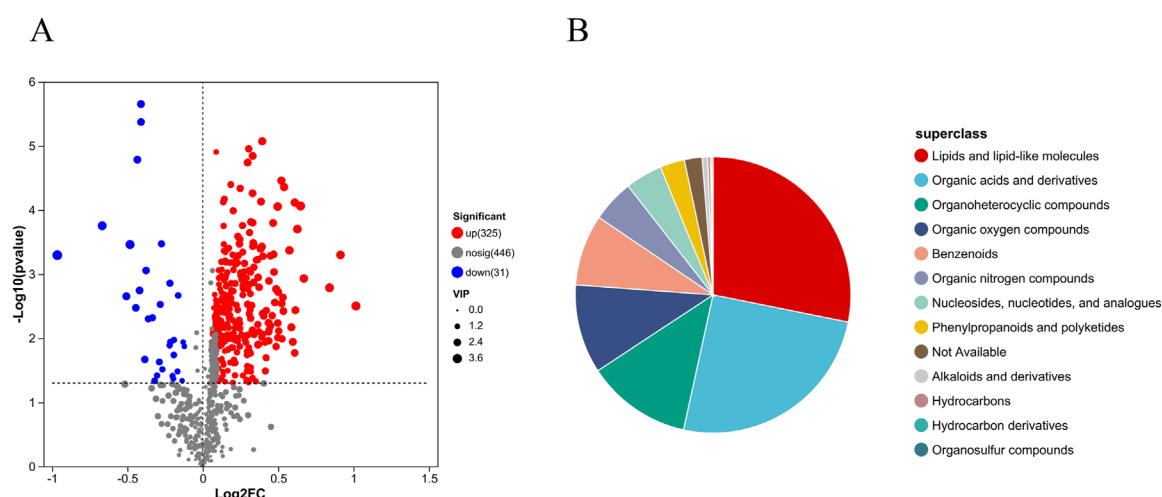 A
B
6
5
4
3
2
1
0
-Log10(pvalue)
-1
-0.5
0
0.5
1
1.5
Log2FC
Significant
up(325)
nosig(446)
down(31)
VIP
0.0
1.2
2.4
3.6
superclass
Lipids and lipid-like molecules
Organic acids and derivatives
Organoheterocyclic compounds
Organic oxygen compounds
Benzenoids
Organic nitrogen compounds
Nucleosides, nucleotides, and analogues
Phenylpropanoids and polyketides
Not Available
Alkaloids and derivatives
Hydrocarbons
Hydrocarbon derivatives
Organosulfur compounds